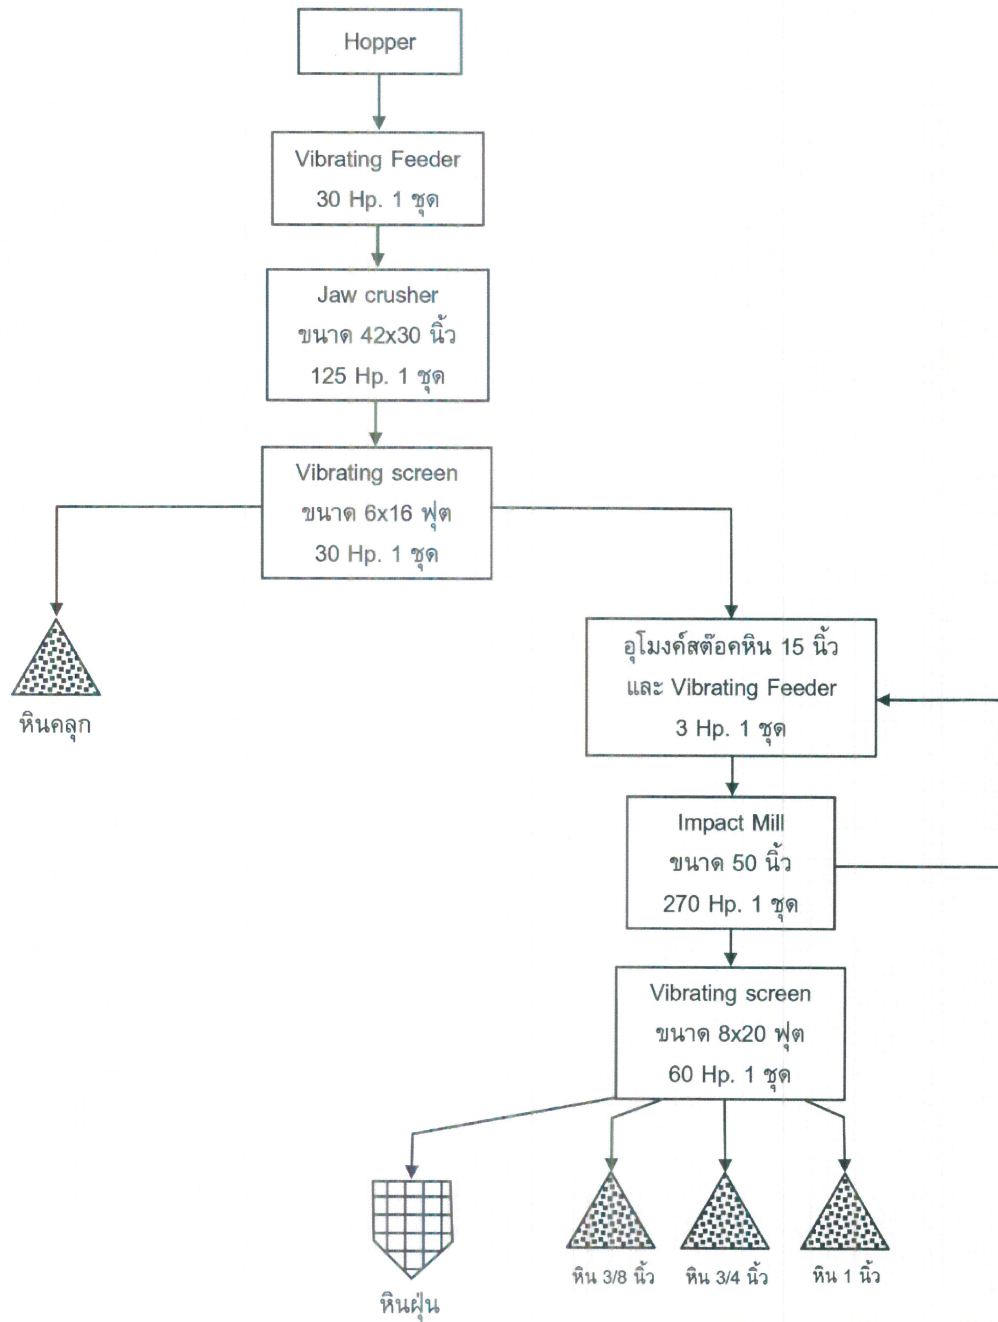 Hopper
Vibrating Feeder
30 Hp. 1 ชุด
Jaw crusher
ขนาด 42x30 นิ้ว
125 Hp. 1 ชุด
Vibrating screen
ขนาด 6x16 ฟุต
30 Hp. 1 ชุด
หินคลุก
อุโมงค์สต๊อคหิน 15 นิ้ว
และ Vibrating Feeder
3 Hp. 1 ชุด
Impact Mill
ขนาด 50 นิ้ว
270 Hp. 1 ชุด
Vibrating screen
ขนาด 8x20 ฟุต
60 Hp. 1 ชุด
หินฝุ่น
หิน 3/8 นิ้ว
หิน 3/4 นิ้ว
หิน 1 นิ้ว